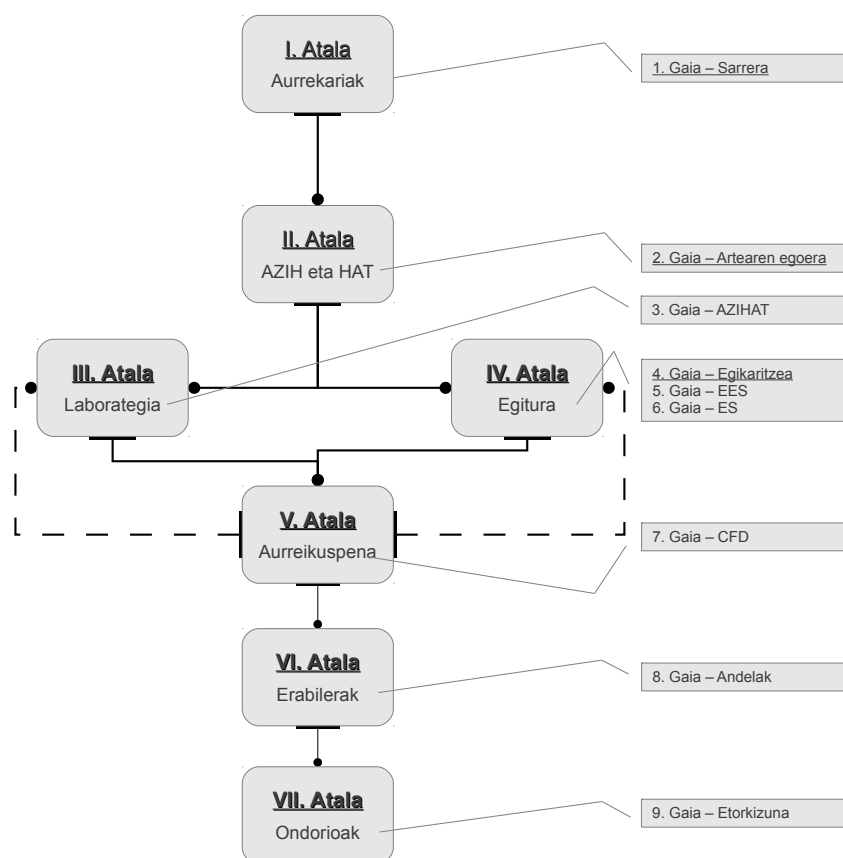 I. Atala
Aurrekariak
1. Gaia – Sarrera
II. Atala
AZIH eta HAT
2. Gaia – Artearen egoera
3. Gaia – AZIHAT
III. Atala
Laborategia
IV. Atala
Egitura
4. Gaia – Egikaritzea
5. Gaia – EES
6. Gaia – ES
V. Atala
Aurreikuspena
7. Gaia – CFD
VI. Atala
Erabilerak
8. Gaia – Andelak
VII. Atala
Ondorioak
9. Gaia – Etorkizuna